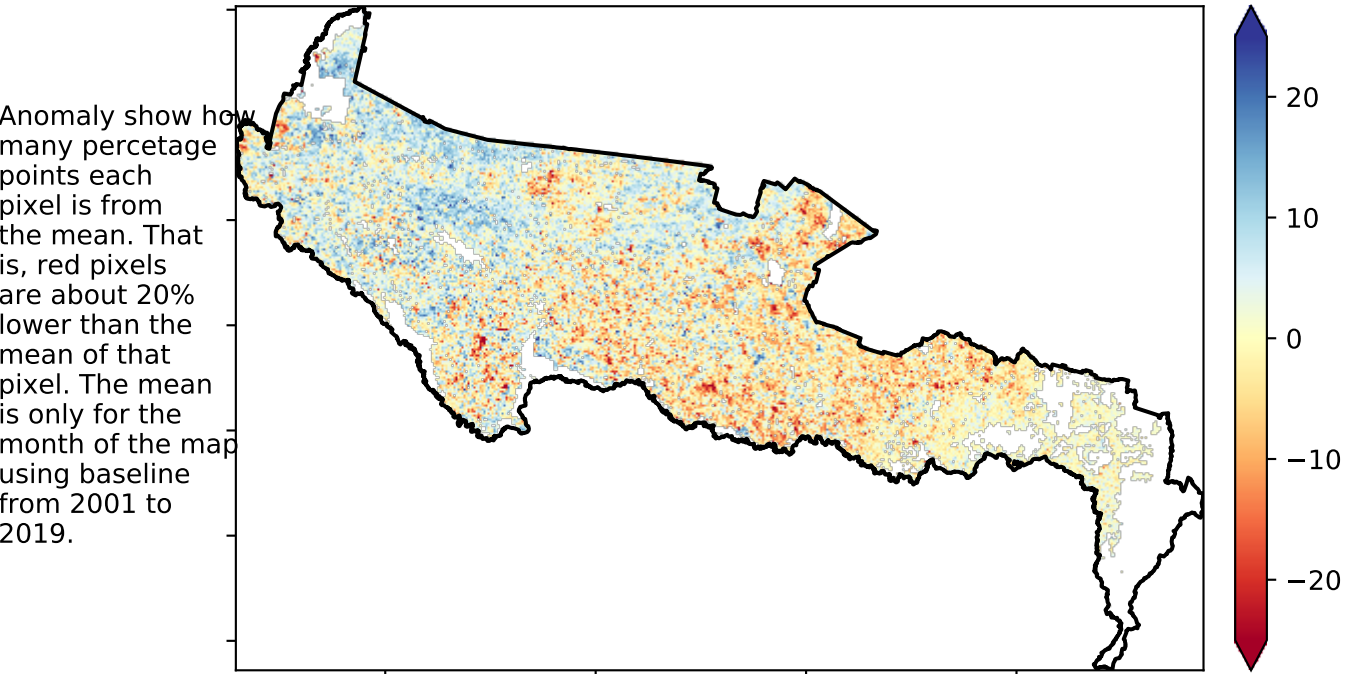 Anomaly show how
many percetage
points each
pixel is from
the mean. That
is, red pixels
are about 20%
lower than the
mean of that
pixel. The mean
is only for the
month of the map
using baseline
from 2001 to
2019.
20
10
0
−10
−20